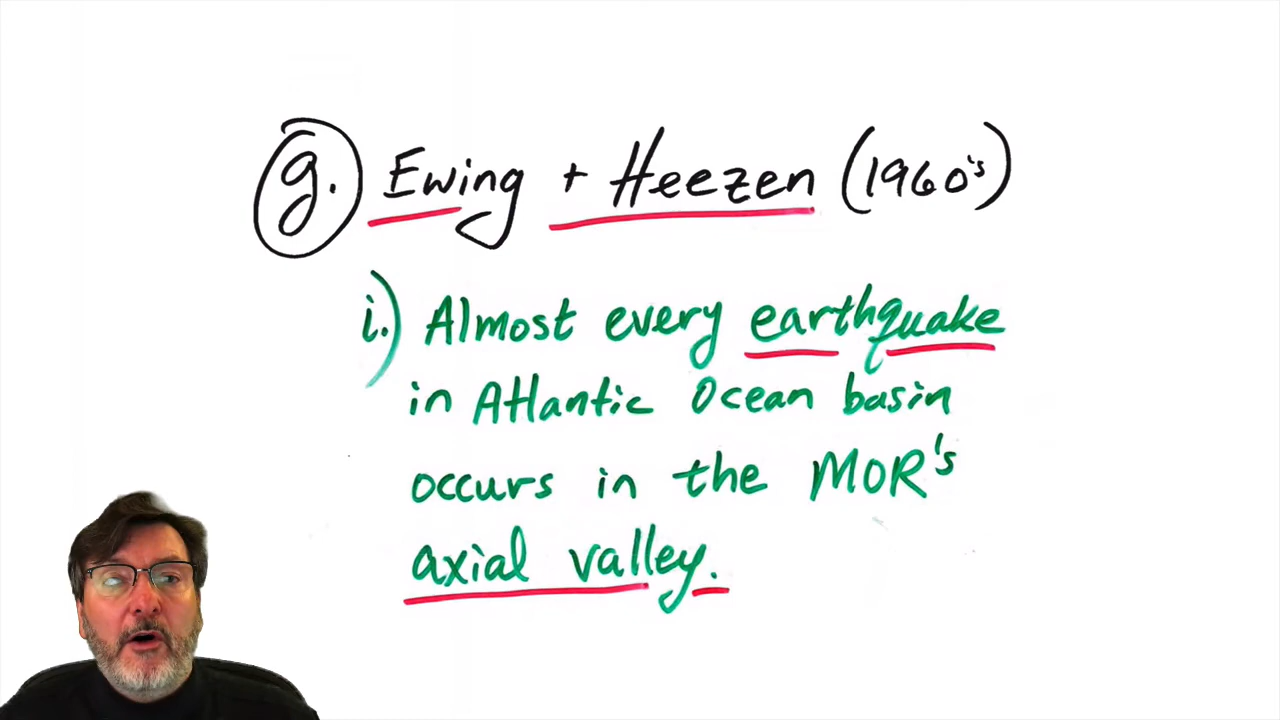 g. Ewing + Heezen (1960's)
i.) Almost every earthquake
in Atlantic Ocean basin
occurs in the MOR's
axial valley.